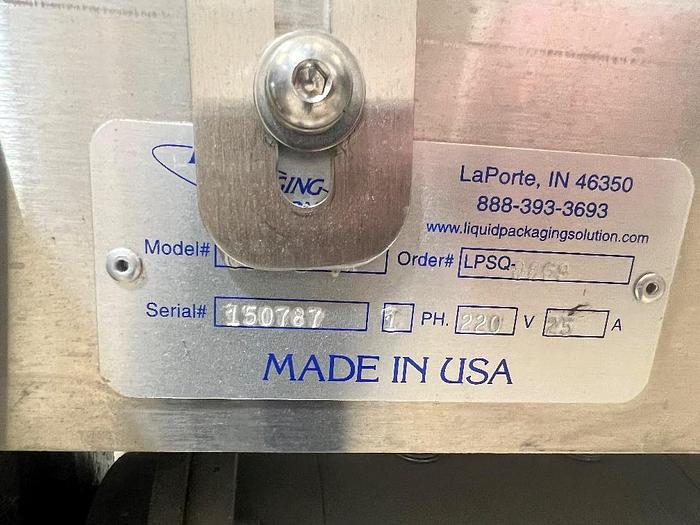 LaPorte, IN 46350
888-393-3693
www.liquidpackagingsolution.com
Model# Order# LPSQ-
Serial# 150787 1 PH. 220 V 25 A
MADE IN USA